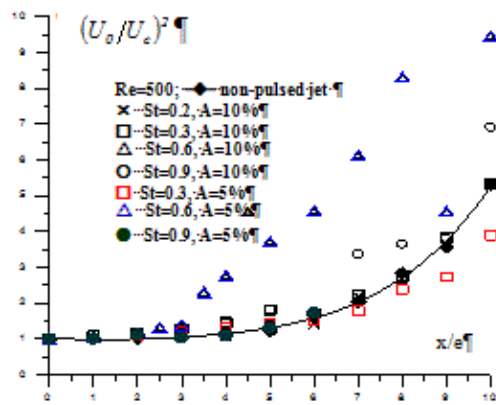 (U₀/U_c)² ¶
Re=500; non-pulsed·jet·¶
St=0.2,·A=10%¶
St=0.3,·A=10%¶
St=0.6,·A=10%¶
St=0.9,·A=10%¶
St=0.3,·A=5%¶
St=0.6,·A=5%¶
St=0.9,·A=5%¶
x/e¶
10
9
8
7
6
5
4
3
2
1
0
0 1 2 3 4 5 6 7 8 9 10